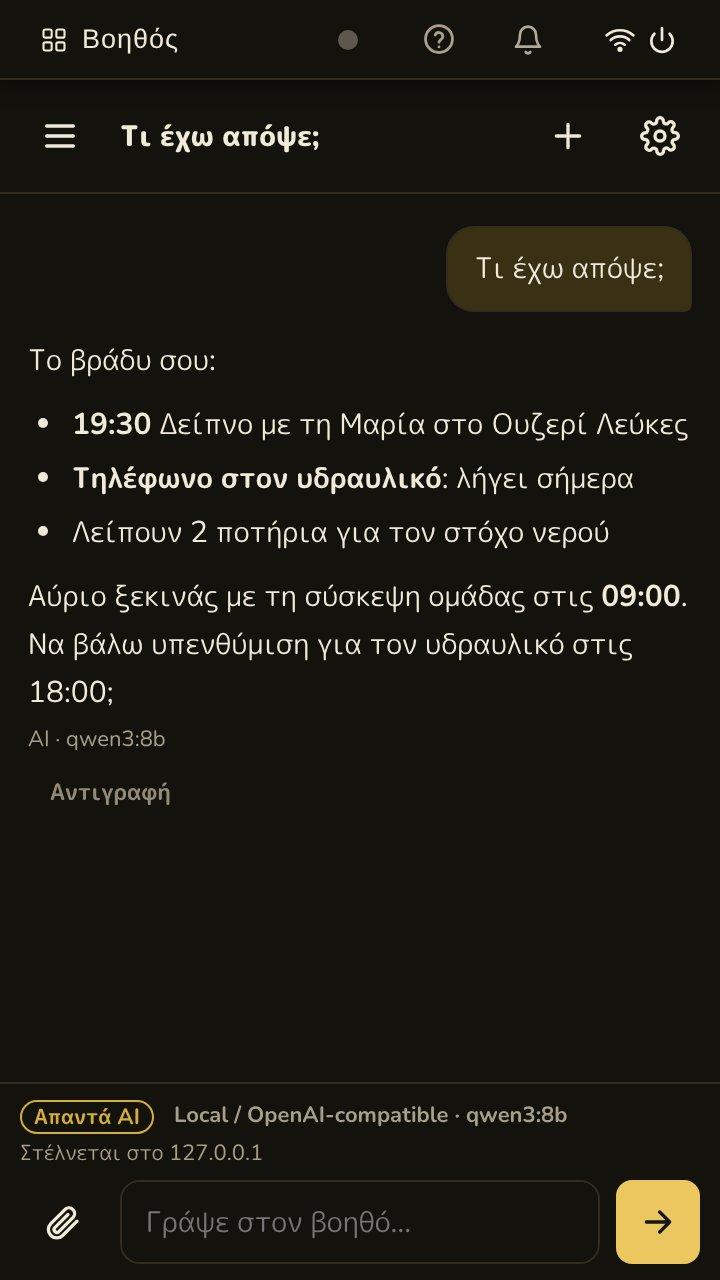 Βοηθός
Τι έχω απόψε;
Τι έχω απόψε;
Το βράδυ σου:
• 19:30 Δείπνο με τη Μαρία στο Ουζερί Λεύκες
• Τηλέφωνο στον υδραυλικό: λήγει σήμερα
• Λείπουν 2 ποτήρια για τον στόχο νερού
Αύριο ξεκινάς με τη σύσκεψη ομάδας στις 09:00.
Να βάλω υπενθύμιση για τον υδραυλικό στις
18:00;
AI · qwen3:8b
Αντιγραφή
Απαντά AI Local / OpenAI-compatible · qwen3:8b
Στέλνεται στο 127.0.0.1
Γράψε στον βοηθό...